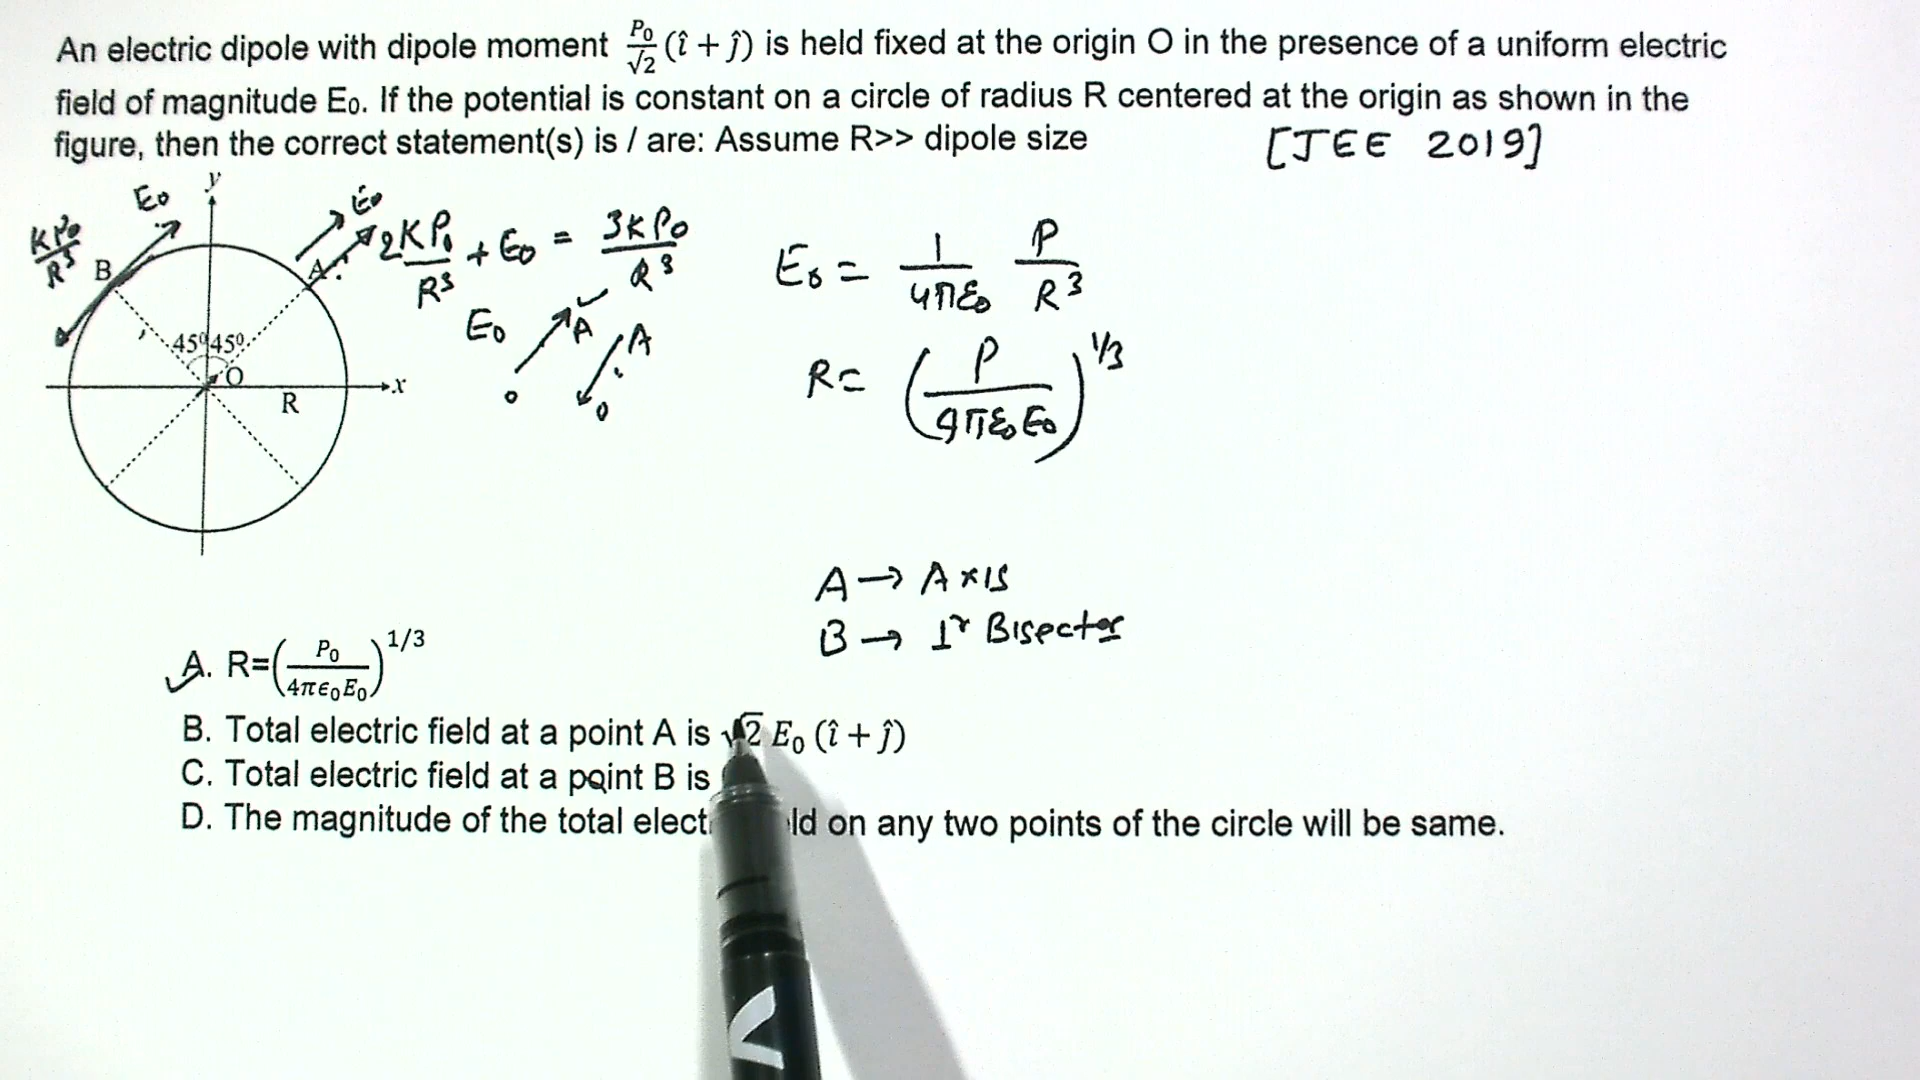 An electric dipole with dipole moment P₀/√2 (î + ĵ) is held fixed at the origin O in the presence of a uniform electric
field of magnitude E₀. If the potential is constant on a circle of radius R centered at the origin as shown in the
figure, then the correct statement(s) is / are: Assume R>> dipole size
[JEE 2019]
y
E₀
E₀
KP₀/R³
B
A
2KP₀/R³ + E₀ = 3KP₀/R³
E₀ = 1/4πε₀ P/R³
E₀
A
A
O
O
45° 45°
O
R
x
R = (P/4πε₀E₀)^1/3
A → AXIS
B → ⊥r Bisector
A. R=(P₀/4πϵ₀E₀)^1/3
B. Total electric field at a point A is √2 E₀ (î + ĵ)
C. Total electric field at a point B is
D. The magnitude of the total elect ld on any two points of the circle will be same.